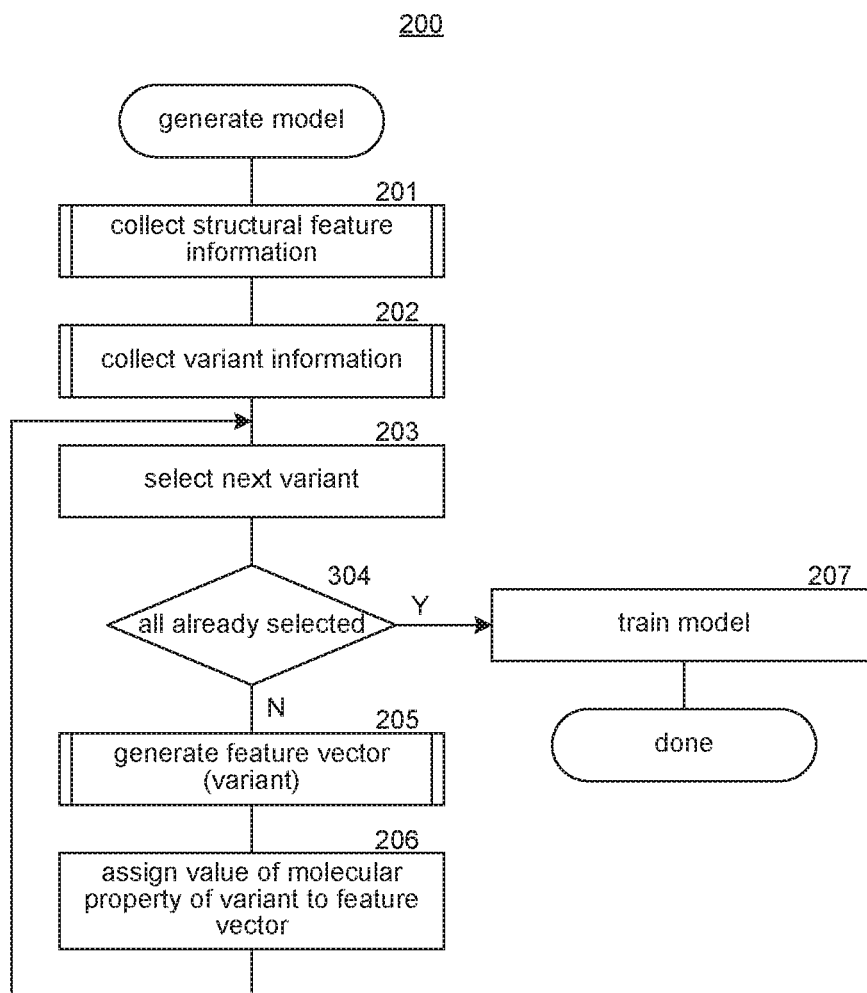 200
generate model
201
collect structural feature
information
202
collect variant information
203
select next variant
304
all already selected
Y
207
train model
N
205
generate feature vector
(variant)
done
206
assign value of molecular
property of variant to feature
vector